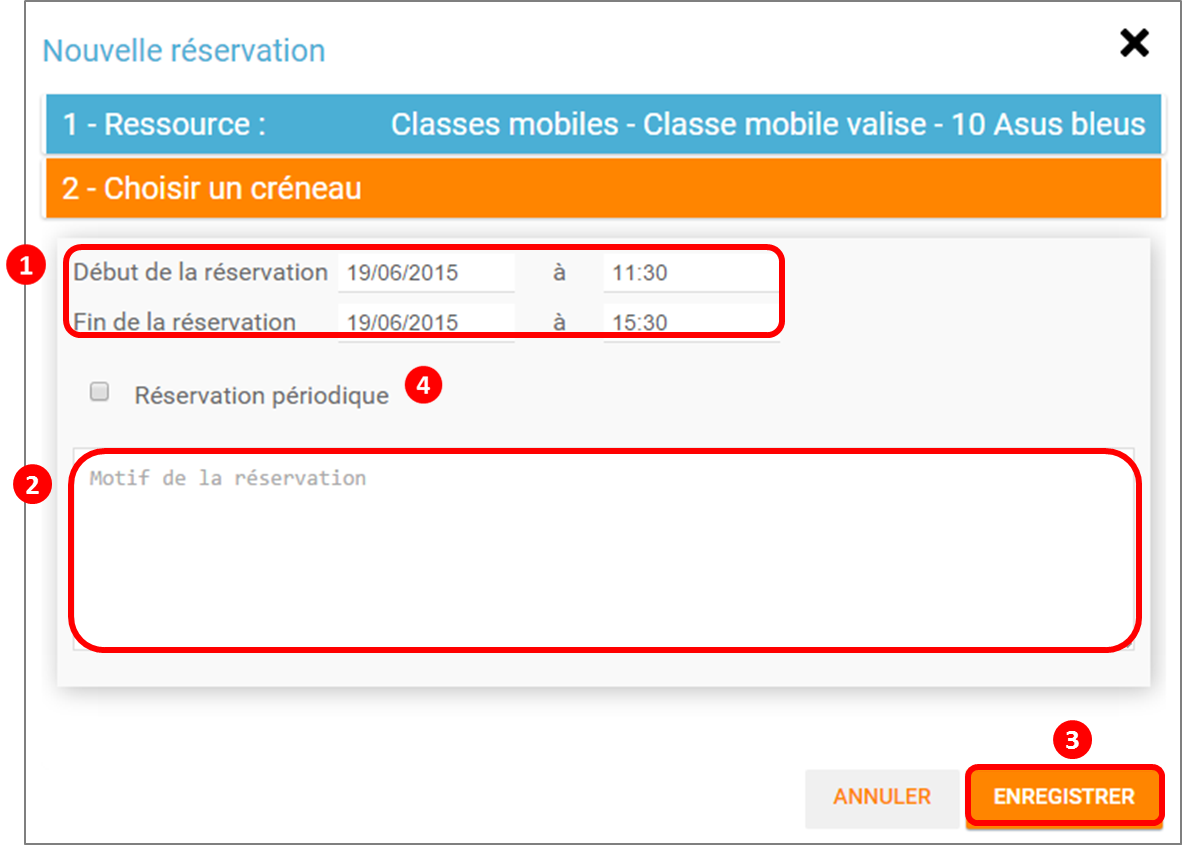 Nouvelle réservation
1 - Ressource : Classes mobiles - Classe mobile valise - 10 Asus bleus
2 - Choisir un créneau
1
Début de la réservation 19/06/2015 à 11:30
Fin de la réservation 19/06/2015 à 15:30
Réservation périodique 4
2
Motif de la réservation
3
ANNULER ENREGISTRER